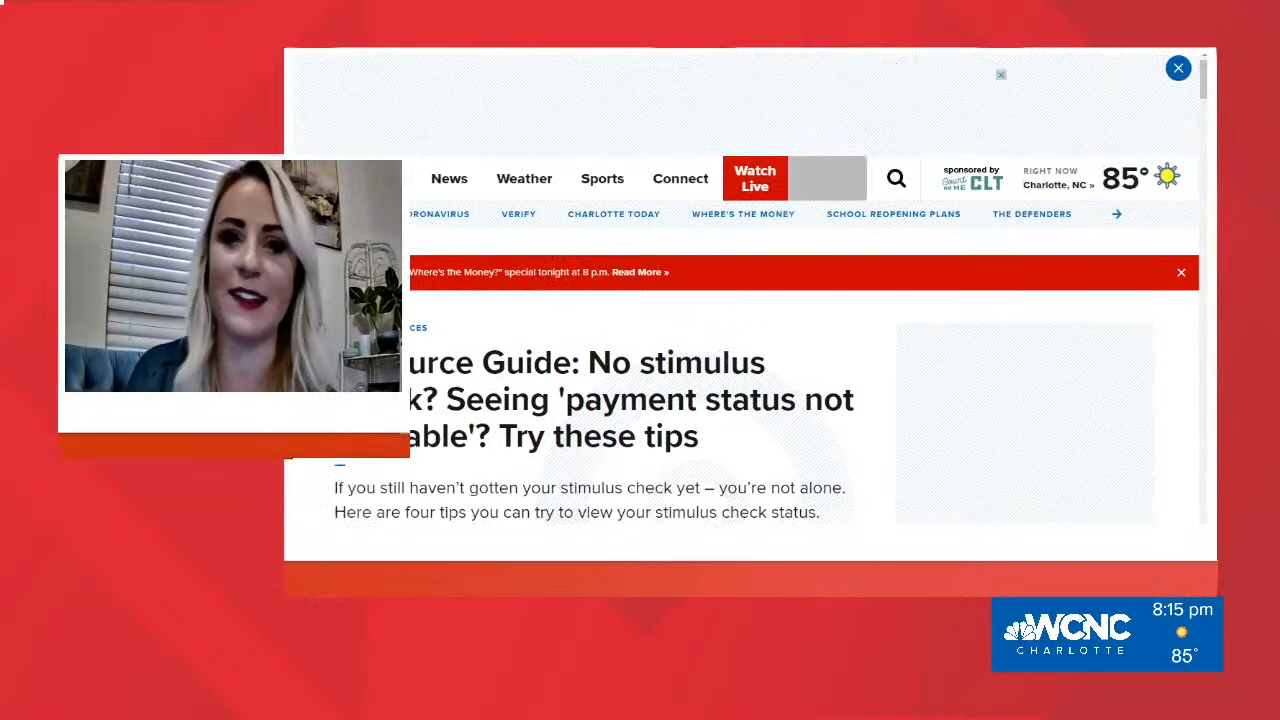 News Weather Sports Connect Watch Live
sponsored by
Count on ME CLT
RIGHT NOW
Charlotte, NC »
85°
RONAVIRUS VERIFY CHARLOTTE TODAY WHERE'S THE MONEY SCHOOL REOPENING PLANS THE DEFENDERS
Where's the Money?" special tonight at 8 p.m. Read More »
CES
urce Guide: No stimulus
k? Seeing 'payment status not
able'? Try these tips
If you still haven't gotten your stimulus check yet – you're not alone.
Here are four tips you can try to view your stimulus check status.
WCNC
CHARLOTTE
8:15 pm
85°